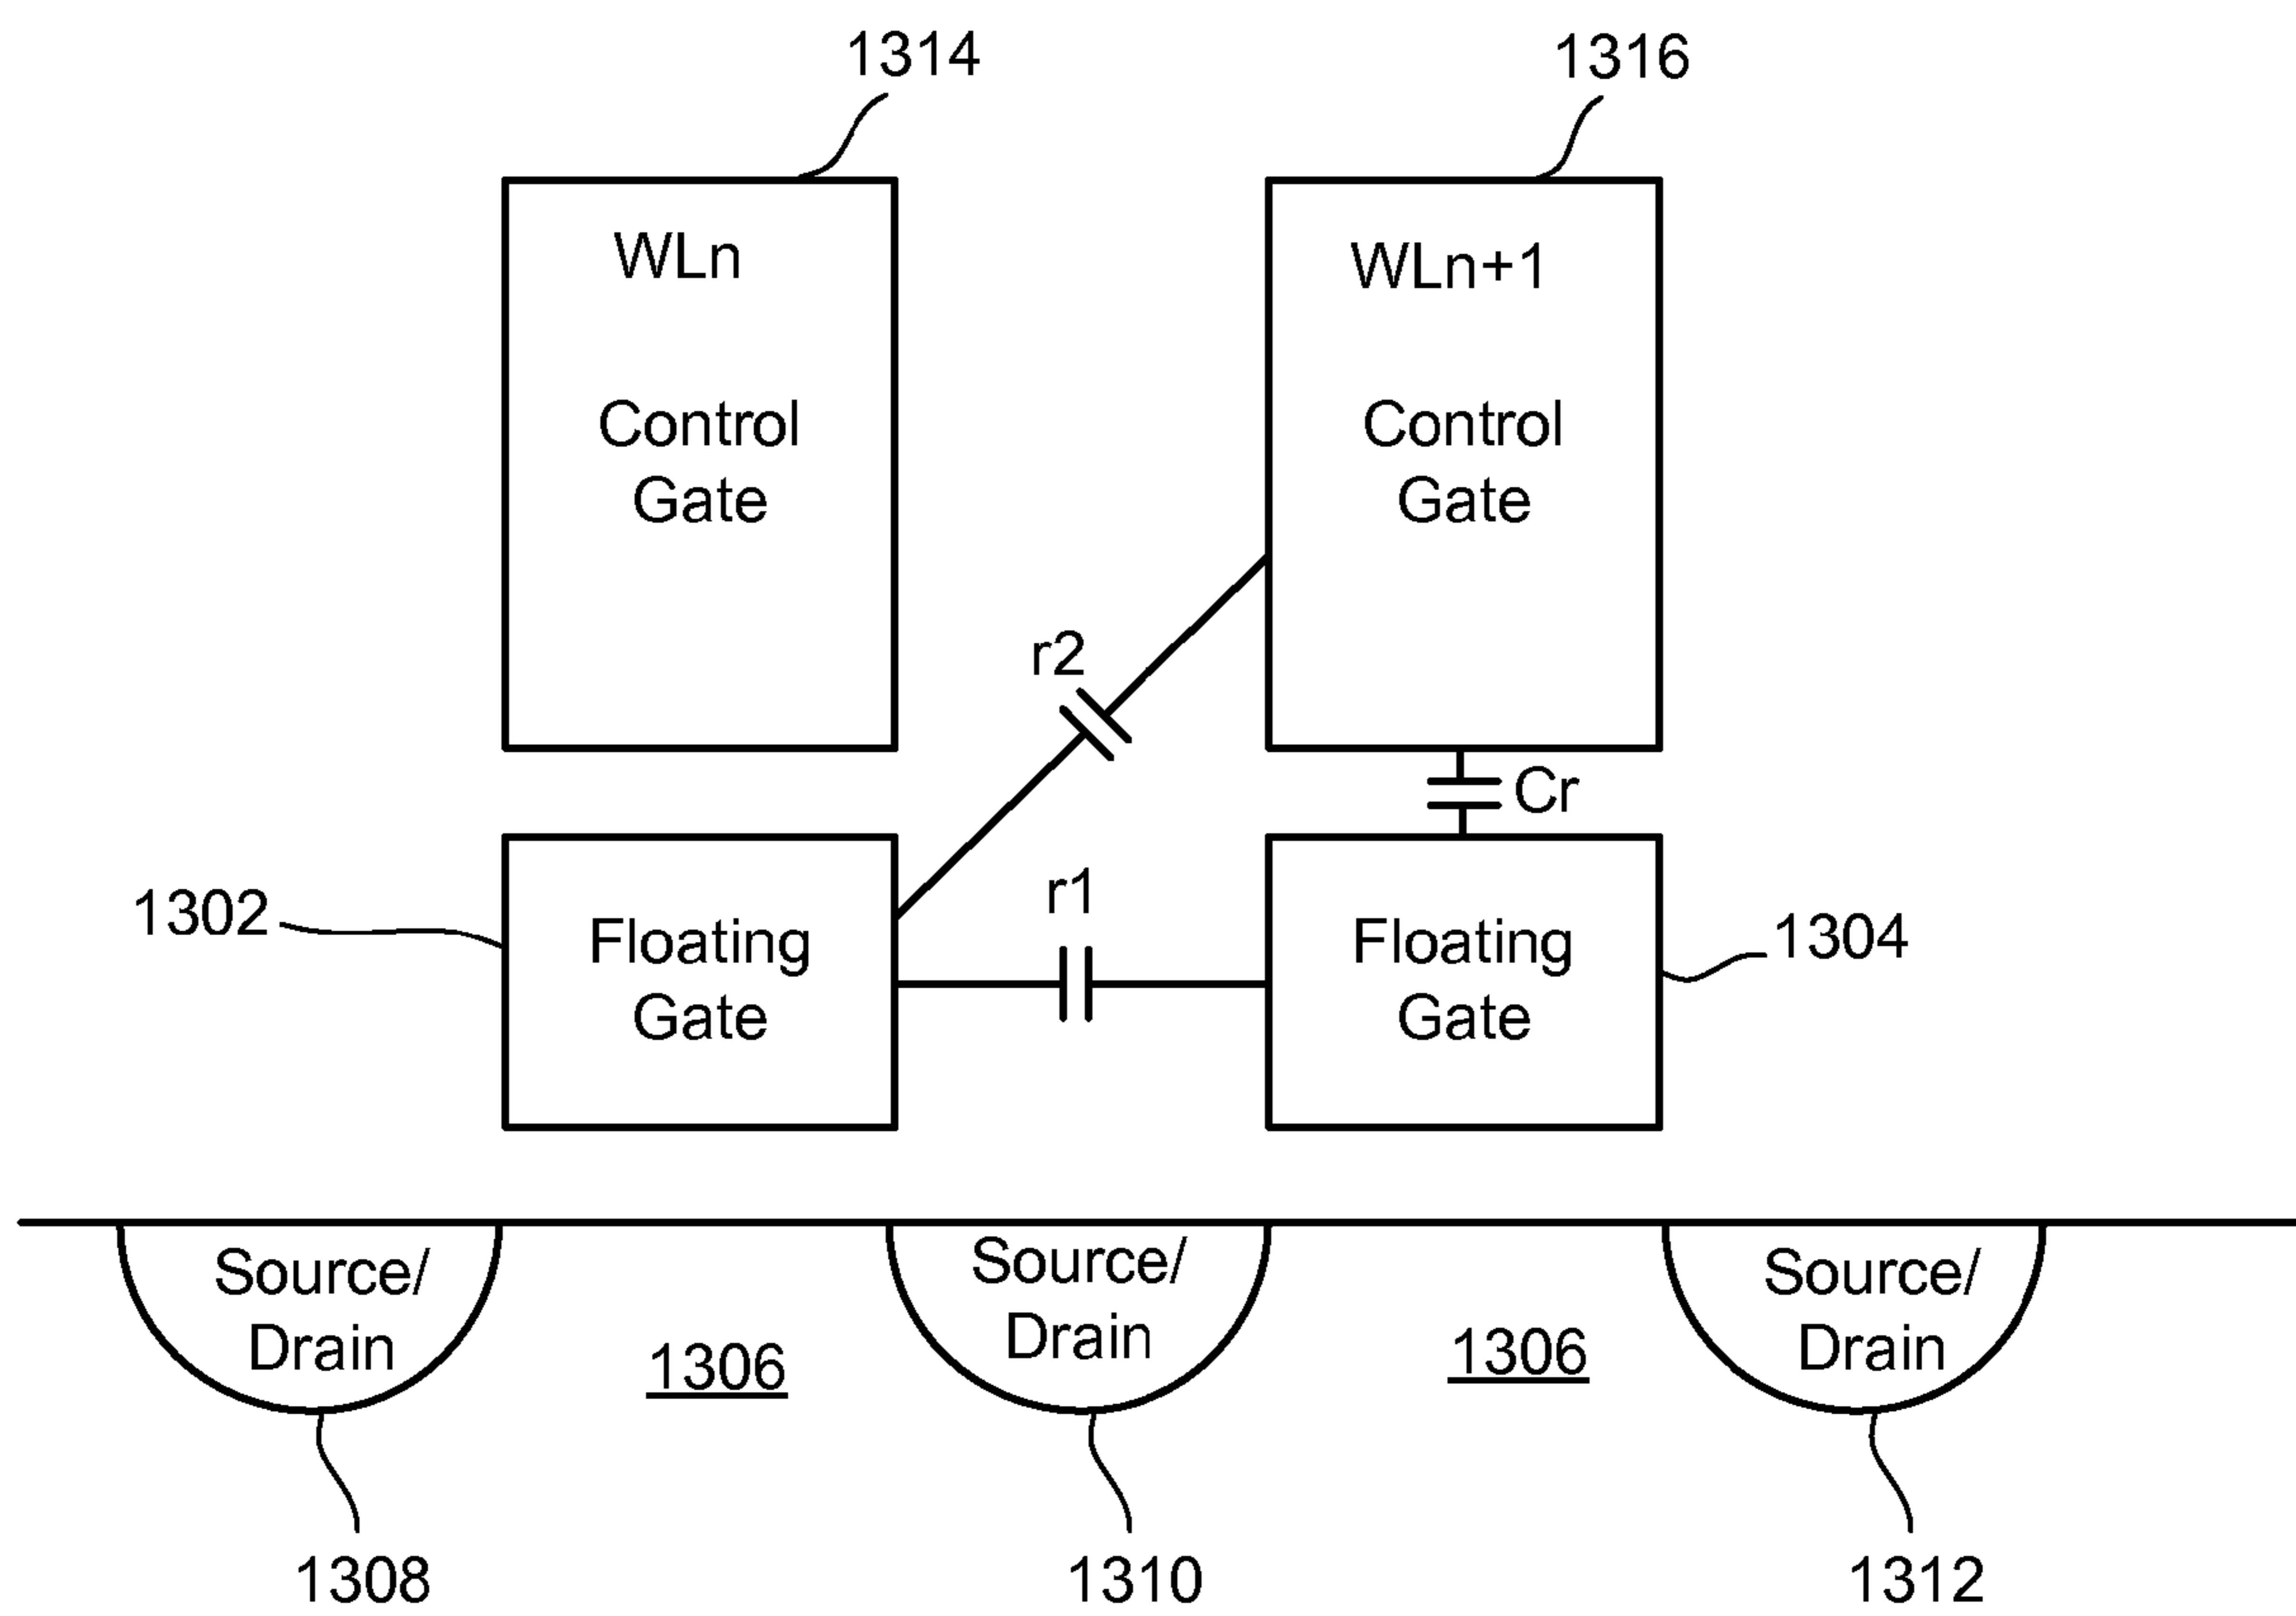 1314
1316
WLn
WLn+1
Control
Gate
Control
Gate
r2
Cr
r1
1302
Floating
Gate
Floating
Gate
1304
Source/
Drain
Source/
Drain
Source/
Drain
1306
1306
1308
1310
1312